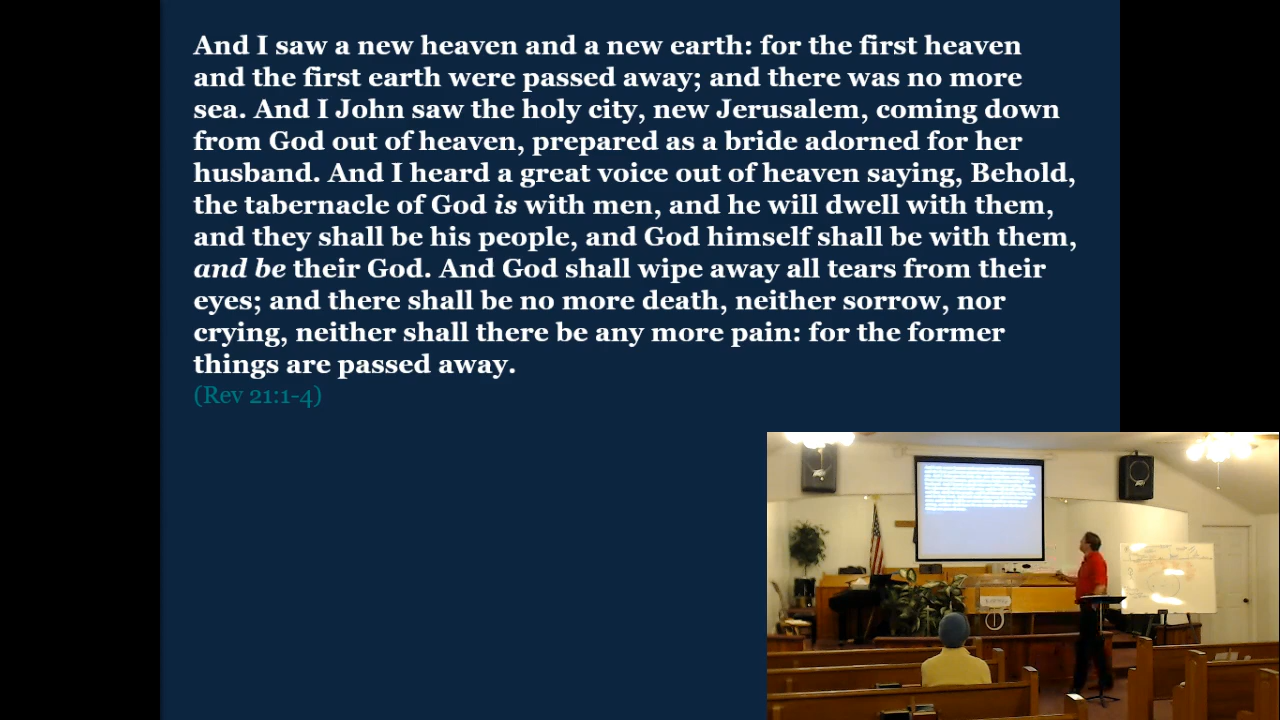 And I saw a new heaven and a new earth: for the first heaven
and the first earth were passed away; and there was no more
sea. And I John saw the holy city, new Jerusalem, coming down
from God out of heaven, prepared as a bride adorned for her
husband. And I heard a great voice out of heaven saying, Behold,
the tabernacle of God is with men, and he will dwell with them,
and they shall be his people, and God himself shall be with them,
and be their God. And God shall wipe away all tears from their
eyes; and there shall be no more death, neither sorrow, nor
crying, neither shall there be any more pain: for the former
things are passed away.
(Rev 21:1-4)